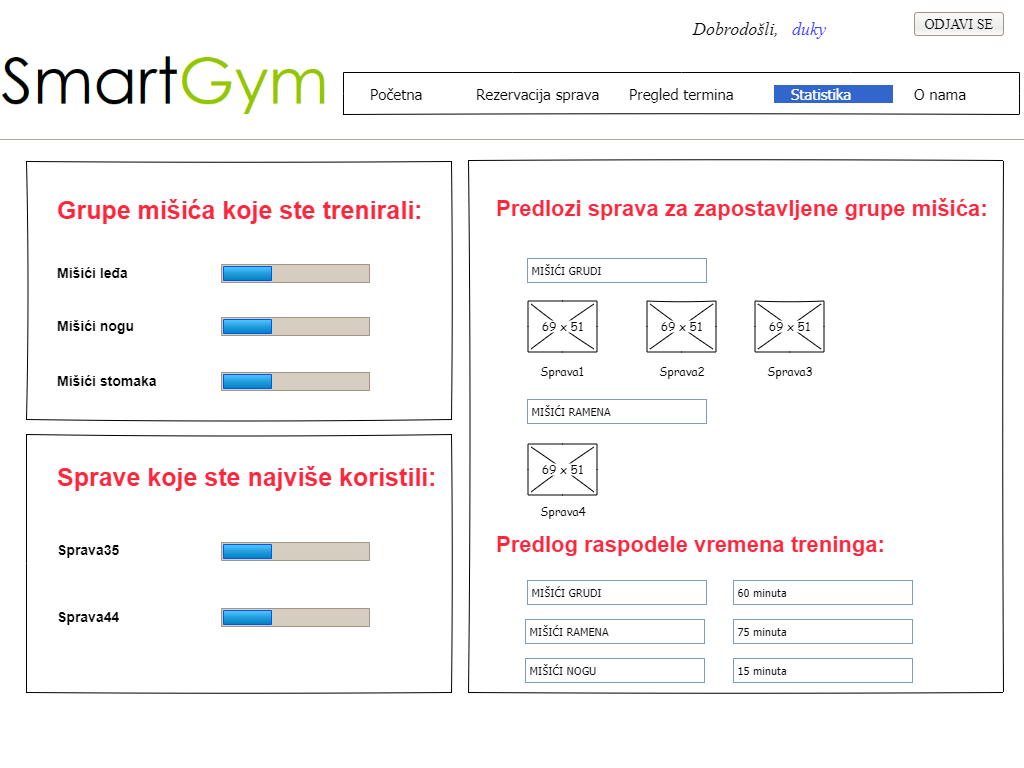 Dobrodošli, duky
ODJAVI SE
SmartGym
Početna Rezervacija sprava Pregled termina Statistika O nama
Grupe mišića koje ste trenirali:
Mišići leđa
Mišići nogu
Mišići stomaka
Sprave koje ste najviše koristili:
Sprava35
Sprava44
Predlozi sprava za zapostavljene grupe mišića:
MIŠIĆI GRUDI
69 x 51 69 x 51 69 x 51
Sprava1 Sprava2 Sprava3
MIŠIĆI RAMENA
69 x 51
Sprava4
Predlog raspodele vremena treninga:
MIŠIĆI GRUDI 60 minuta
MIŠIĆI RAMENA 75 minuta
MIŠIĆI NOGU 15 minuta